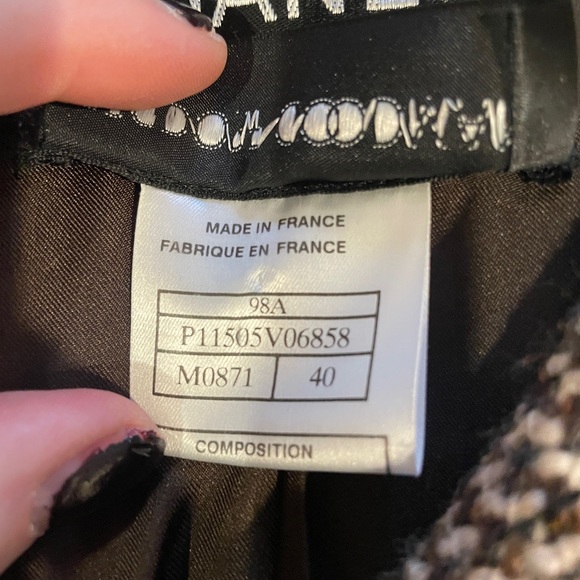 MADE IN FRANCE
FABRIQUE EN FRANCE
98A
P11505V06858
M0871 40
COMPOSITION